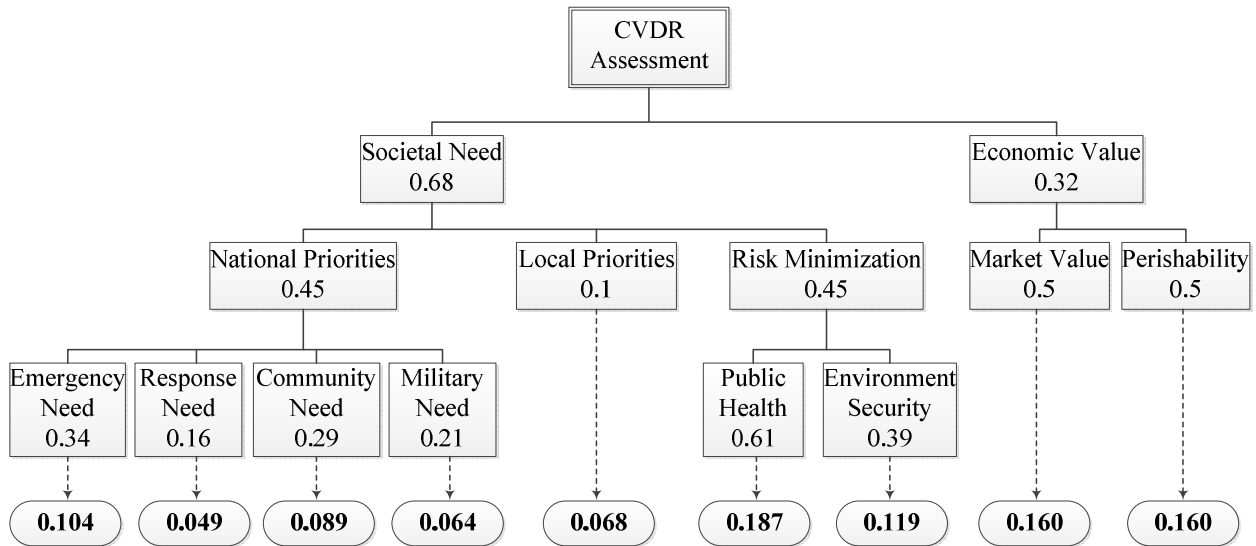 CVDR
Assessment
Societal Need
0.68
Economic Value
0.32
National Priorities
0.45
Local Priorities
0.1
Risk Minimization
0.45
Market Value
0.5
Perishability
0.5
Emergency
Need
0.34
Response
Need
0.16
Community
Need
0.29
Military
Need
0.21
Public
Health
0.61
Environment
Security
0.39
0.104
0.049
0.089
0.064
0.068
0.187
0.119
0.160
0.160